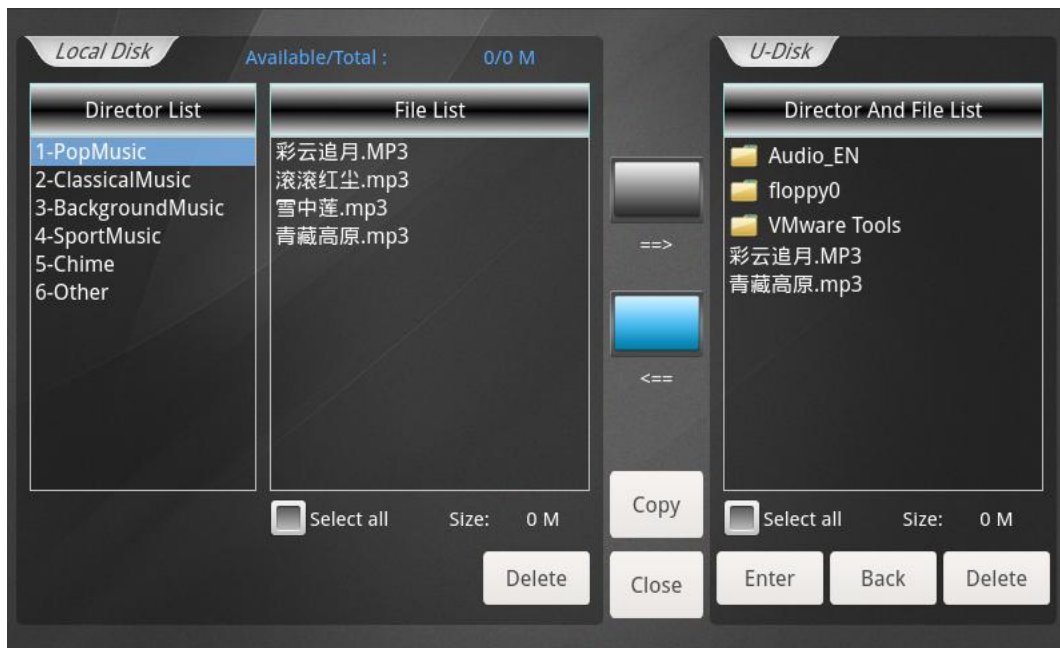 Local Disk
Available/Total : 0/0 M
Director List
1-PopMusic
2-ClassicalMusic
3-BackgroundMusic
4-SportMusic
5-Chime
6-Other
File List
彩云追月.MP3
滚滚红尘.mp3
雪中莲.mp3
青藏高原.mp3
Select all Size: 0 M
Delete
==>
<==
Copy
Close
U-Disk
Director And File List
Audio_EN
floppy0
VMware Tools
彩云追月.MP3
青藏高原.mp3
Select all Size: 0 M
Enter Back Delete